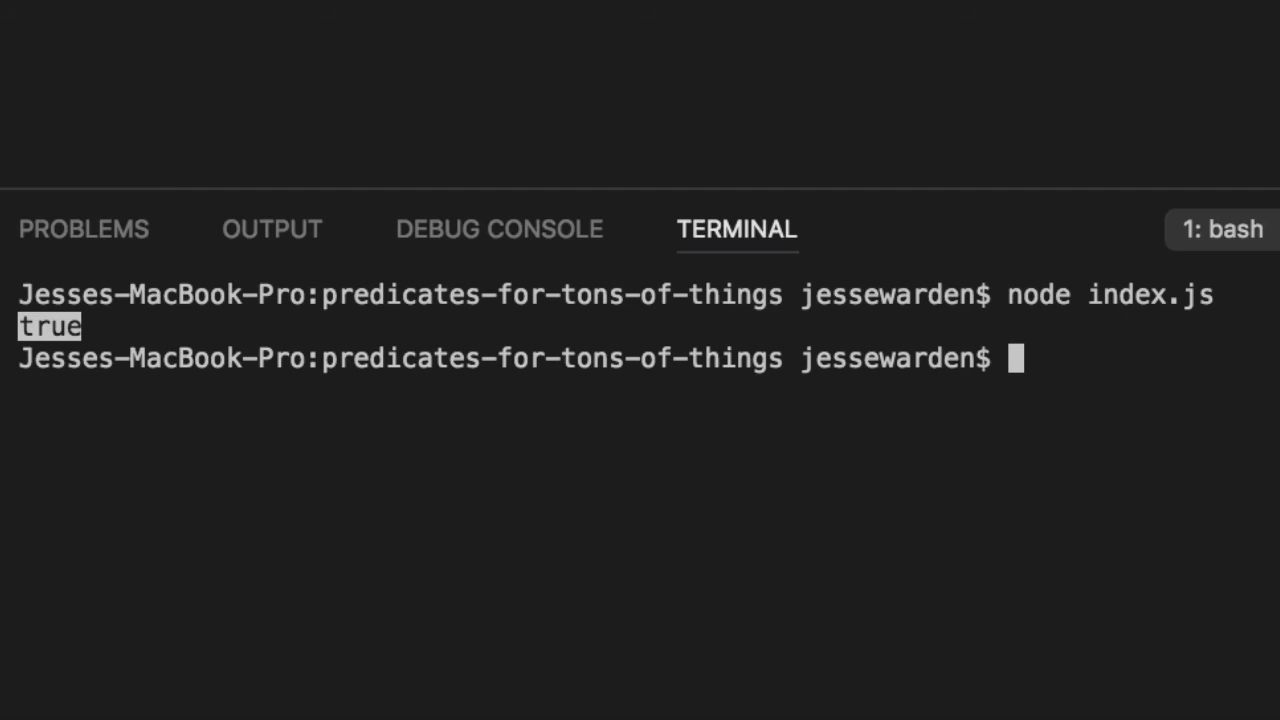 PROBLEMS OUTPUT DEBUG CONSOLE TERMINAL 1: bash
Jesses-MacBook-Pro:predicates-for-tons-of-things jessewarden$ node index.js
true
Jesses-MacBook-Pro:predicates-for-tons-of-things jessewarden$